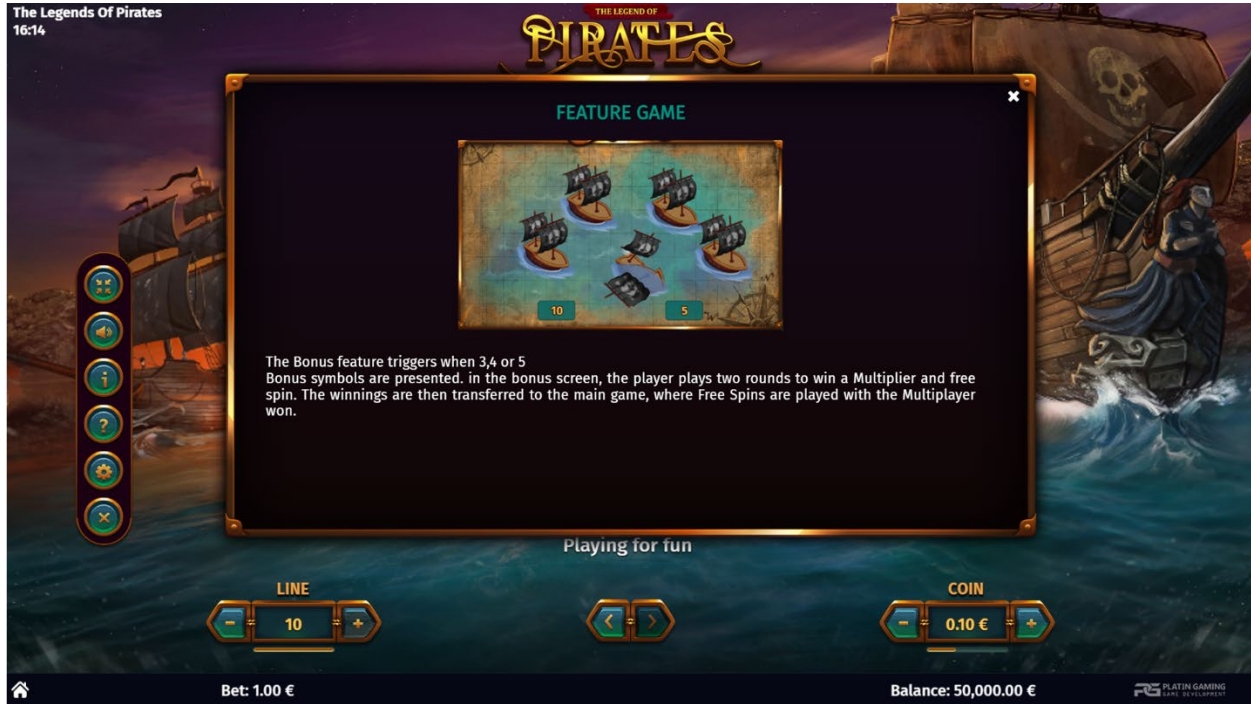 The Legends Of Pirates
16:14
THE LEGEND OF
PIRATES
FEATURE GAME
10
5
The Bonus feature triggers when 3,4 or 5
Bonus symbols are presented. in the bonus screen, the player plays two rounds to win a Multiplier and free
spin. The winnings are then transferred to the main game, where Free Spins are played with the Multiplayer
won.
Playing for fun
LINE
10
COIN
0.10 €
Bet: 1.00 €
Balance: 50,000.00 €
PG PLATIN GAMING
GAME DEVELOPMENT